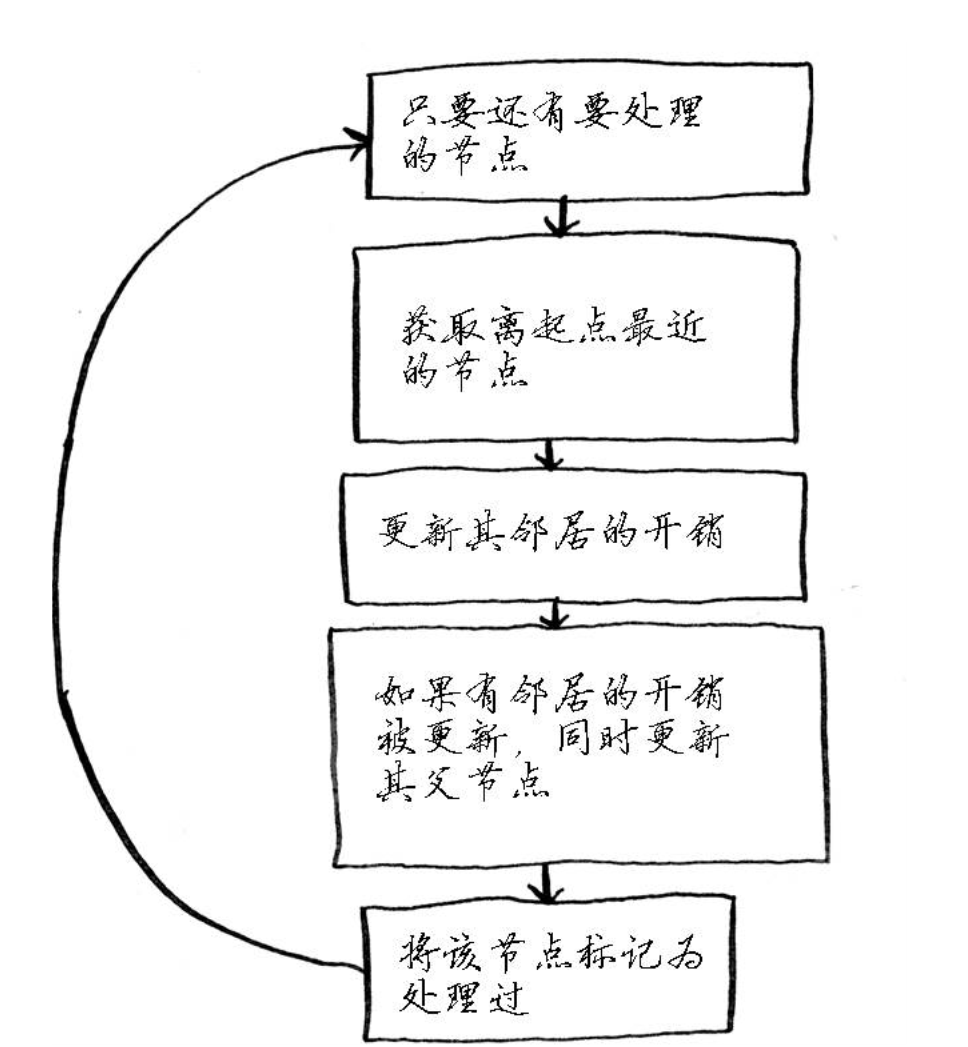 只要还有要处理
的节点
获取离起点最近
的节点
更新其邻居的开销
如果有邻居的开销
被更新，同时更新
其父节点
将该节点标记为
处理过